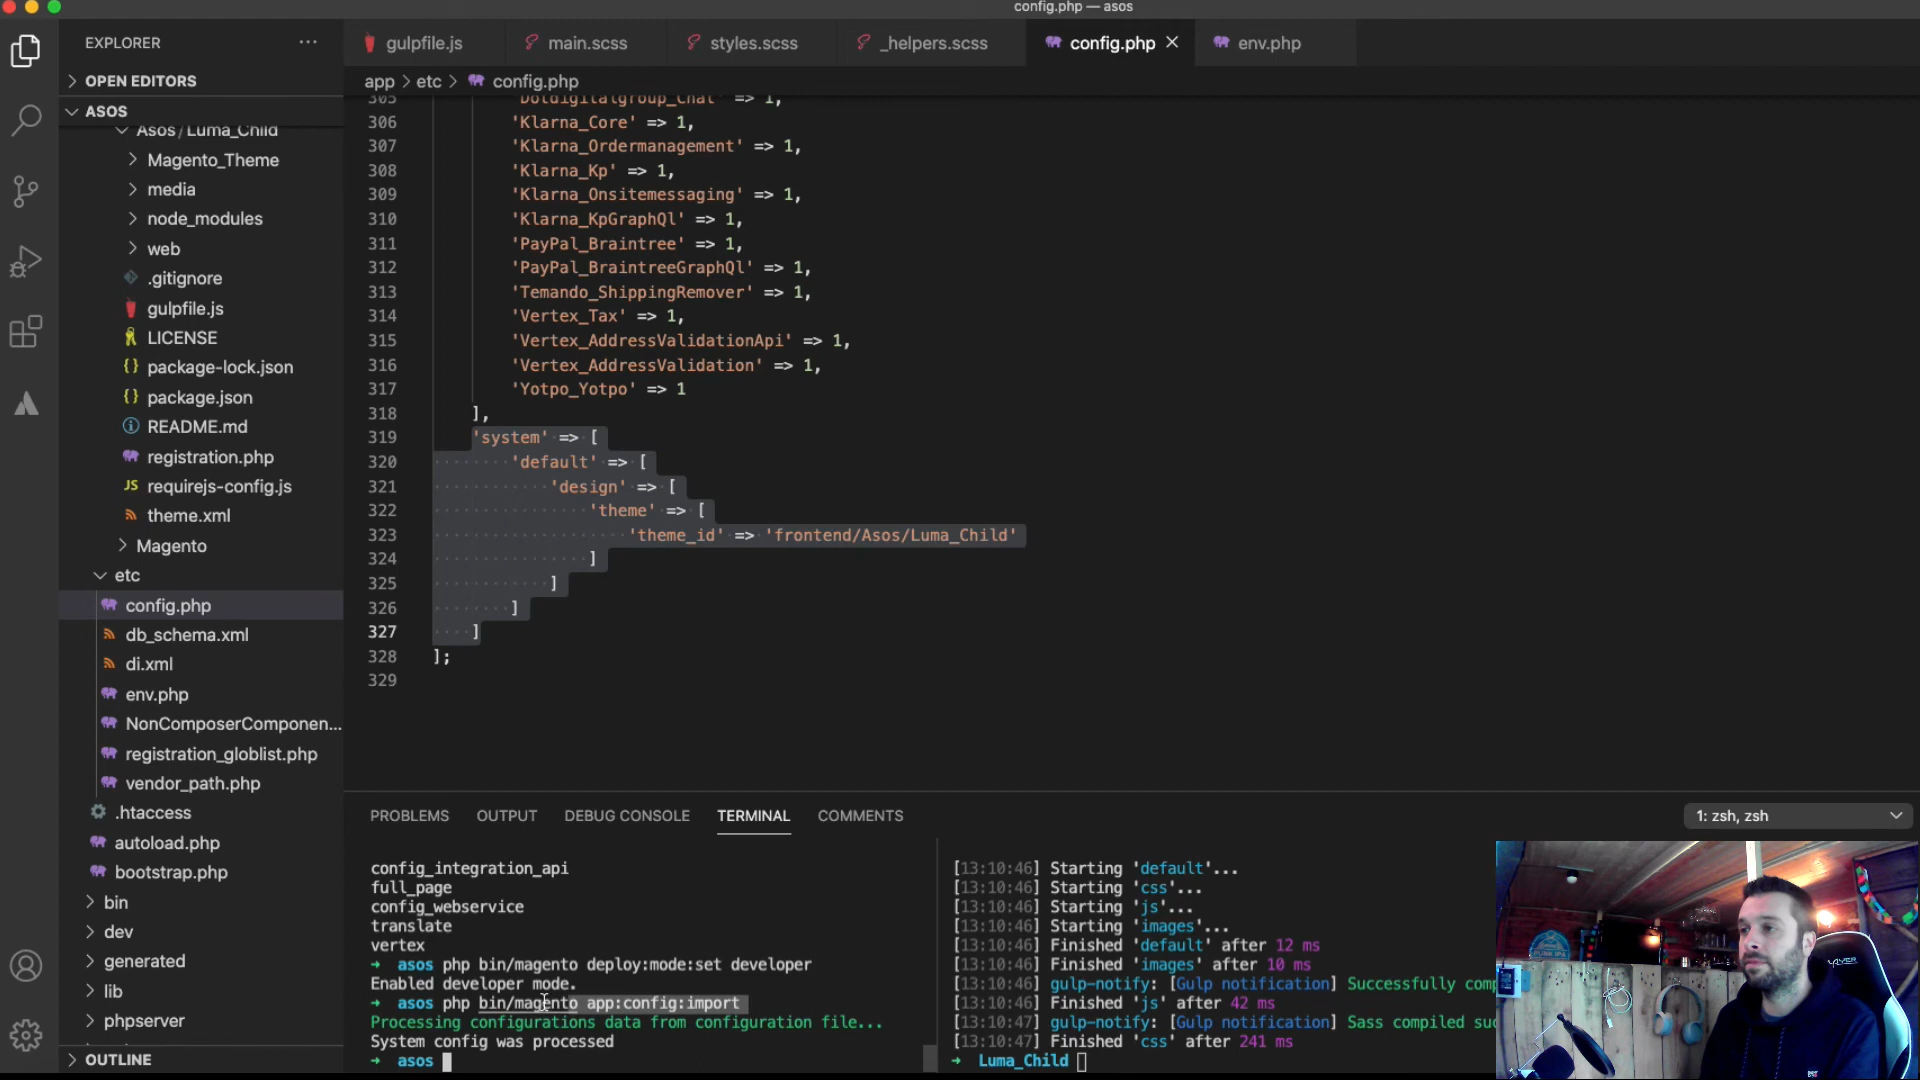 config.php — asos
EXPLORER
gulpfile.js
main.scss
styles.scss
_helpers.scss
config.php
env.php
OPEN EDITORS
app > etc > config.php
ASOS
Asos / Luma_Child
Magento_Theme
media
node_modules
web
.gitignore
gulpfile.js
LICENSE
package-lock.json
package.json
README.md
registration.php
JS requirejs-config.js
theme.xml
Magento
etc
config.php
db_schema.xml
di.xml
env.php
NonComposerComponen...
registration_globlist.php
vendor_path.php
.htaccess
autoload.php
bootstrap.php
bin
dev
generated
lib
phpserver
OUTLINE
305 'Dotdigitalgroup_Chat' => 1,
306 'Klarna_Core' => 1,
307 'Klarna_Ordermanagement' => 1,
308 'Klarna_Kp' => 1,
309 'Klarna_Onsitemessaging' => 1,
310 'Klarna_KpGraphQl' => 1,
311 'PayPal_Braintree' => 1,
312 'PayPal_BraintreeGraphQl' => 1,
313 'Temando_ShippingRemover' => 1,
314 'Vertex_Tax' => 1,
315 'Vertex_AddressValidationApi' => 1,
316 'Vertex_AddressValidation' => 1,
317 'Yotpo_Yotpo' => 1
318 ],
319 'system' => [
320 'default' => [
321 'design' => [
322 'theme' => [
323 'theme_id' => 'frontend/Asos/Luma_Child'
324 ]
325 ]
326 ]
327 ]
328 ];
329
PROBLEMS OUTPUT DEBUG CONSOLE TERMINAL COMMENTS
1: zsh, zsh
config_integration_api
full_page
config_webservice
translate
vertex
→ asos php bin/magento deploy:mode:set developer
Enabled developer mode.
→ asos php bin/magento app:config:import
Processing configurations data from configuration file...
System config was processed
→ asos
[13:10:46] Starting 'default'...
[13:10:46] Starting 'css'...
[13:10:46] Starting 'js'...
[13:10:46] Starting 'images'...
[13:10:46] Finished 'default' after 12 ms
[13:10:46] Finished 'images' after 10 ms
[13:10:46] gulp-notify: [Gulp notification] Successfully com
[13:10:46] Finished 'js' after 42 ms
[13:10:47] gulp-notify: [Gulp notification] Sass compiled suc
[13:10:47] Finished 'css' after 241 ms
→ Luma_Child